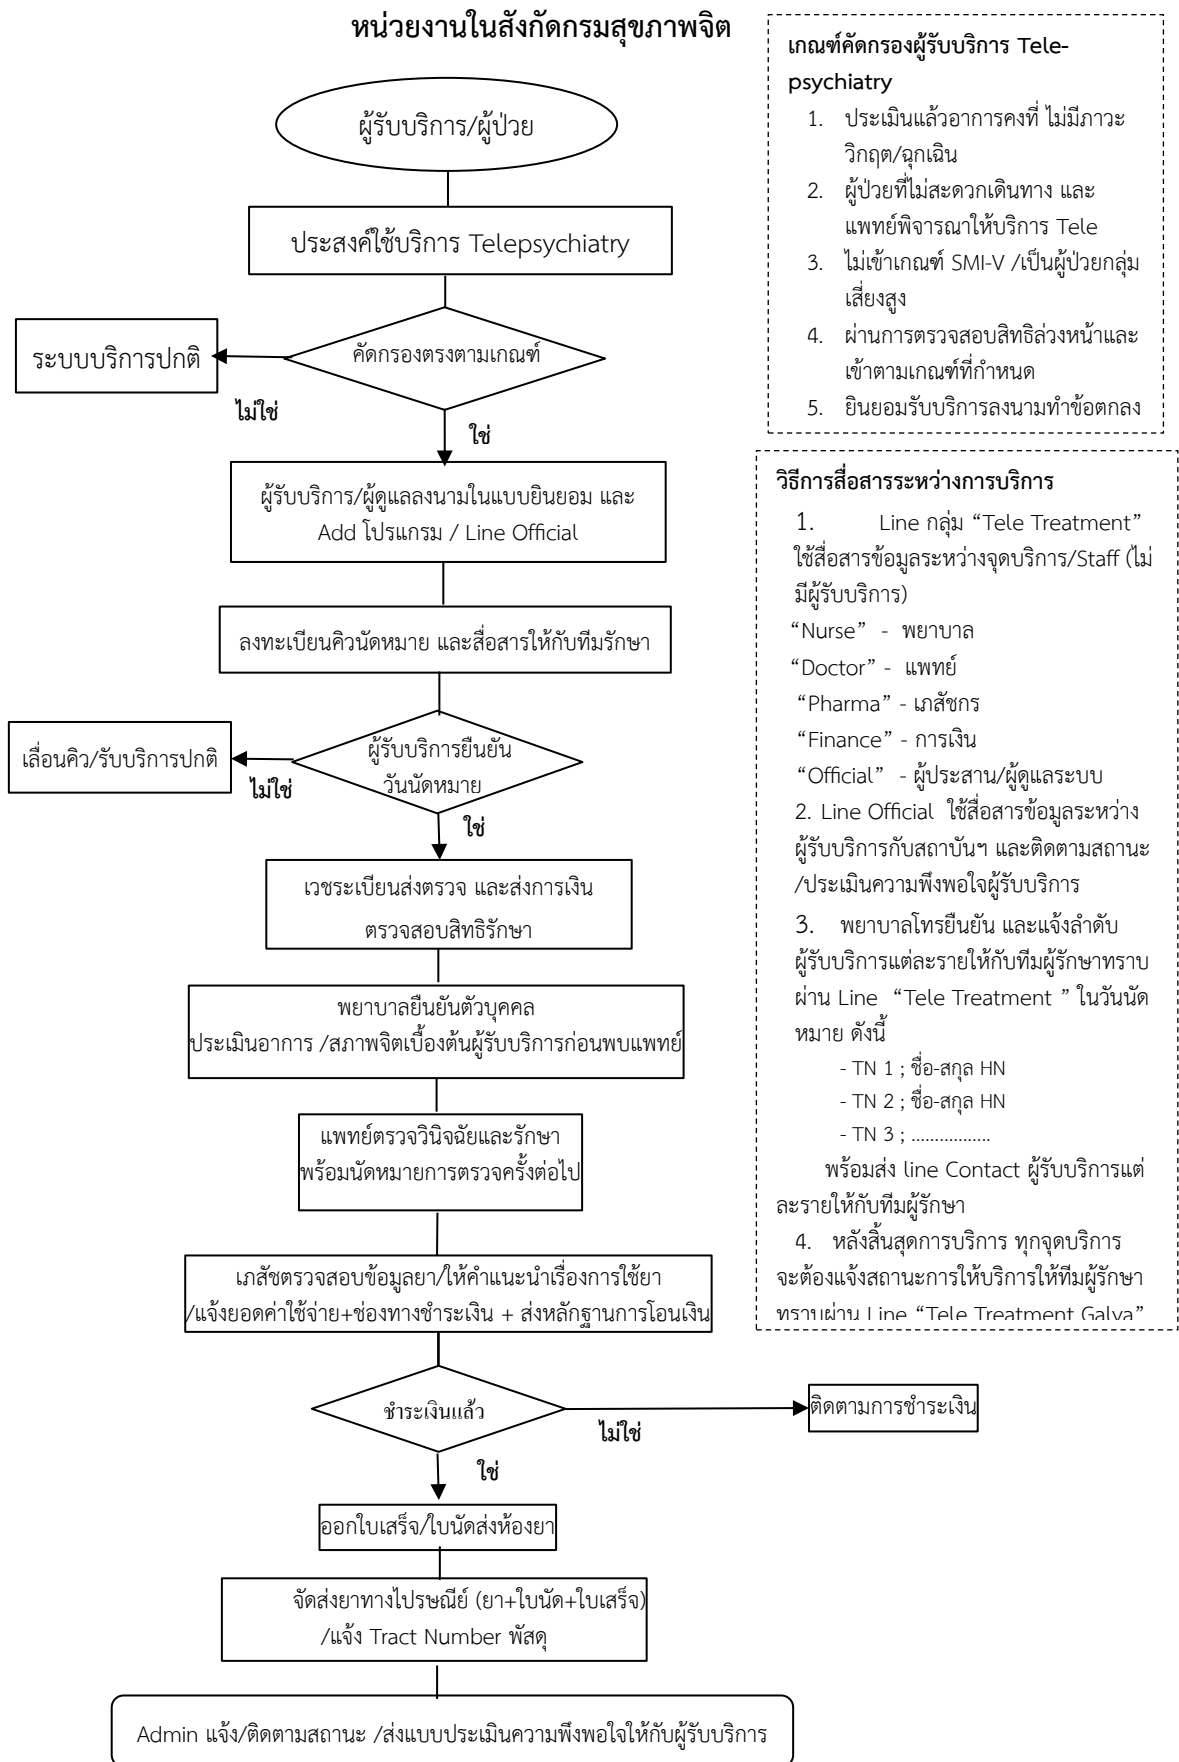 หน่วยงานในสังกัดกรมสุขภาพจิต
ผู้รับบริการ/ผู้ป่วย
ประสงค์ใช้บริการ Telepsychiatry
คัดกรองตรงตามเกณฑ์
ระบบบริการปกติ
ไม่ใช่
ใช่
ผู้รับบริการ/ผู้ดูแลลงนามในแบบยินยอม และ
Add โปรแกรม / Line Official
ลงทะเบียนคิวนัดหมาย และสื่อสารให้กับทีมรักษา
ผู้รับบริการยืนยัน
วันนัดหมาย
เลื่อนคิว/รับบริการปกติ
ไม่ใช่
ใช่
เวชระเบียนส่งตรวจ และส่งการเงิน
ตรวจสอบสิทธิรักษา
พยาบาลยืนยันตัวบุคคล
ประเมินอาการ /สภาพจิตเบื้องต้นผู้รับบริการก่อนพบแพทย์
แพทย์ตรวจวินิจฉัยและรักษา
พร้อมนัดหมายการตรวจครั้งต่อไป
เภสัชตรวจสอบข้อมูลยา/ให้คำแนะนำเรื่องการใช้ยา
/แจ้งยอดค่าใช้จ่าย+ช่องทางชำระเงิน + ส่งหลักฐานการโอนเงิน
ชำระเงินแล้ว
ไม่ใช่
ติดตามการชำระเงิน
ใช่
ออกใบเสร็จ/ใบนัดส่งห้องยา
จัดส่งยาทางไปรษณีย์ (ยา+ใบนัด+ใบเสร็จ)
/แจ้ง Tract Number พัสดุ
Admin แจ้ง/ติดตามสถานะ /ส่งแบบประเมินความพึงพอใจให้กับผู้รับบริการ
เกณฑ์คัดกรองผู้รับบริการ Tele-
psychiatry
1. ประเมินแล้วอาการคงที่ ไม่มีภาวะ
วิกฤต/ฉุกเฉิน
2. ผู้ป่วยที่ไม่สะดวกเดินทาง และ
แพทย์พิจารณาให้บริการ Tele
3. ไม่เข้าเกณฑ์ SMI-V /เป็นผู้ป่วยกลุ่ม
เสี่ยงสูง
4. ผ่านการตรวจสอบสิทธิล่วงหน้าและ
เข้าตามเกณฑ์ที่กำหนด
5. ยินยอมรับบริการลงนามทำข้อตกลง
วิธีการสื่อสารระหว่างการบริการ
1. Line กลุ่ม “Tele Treatment”
ใช้สื่อสารข้อมูลระหว่างจุดบริการ/Staff (ไม่
มีผู้รับบริการ)
“Nurse” - พยาบาล
“Doctor” - แพทย์
“Pharma” - เภสัชกร
“Finance” - การเงิน
“Official” - ผู้ประสาน/ผู้ดูแลระบบ
2. Line Official ใช้สื่อสารข้อมูลระหว่าง
ผู้รับบริการกับสถาบันฯ และติดตามสถานะ
/ประเมินความพึงพอใจผู้รับบริการ
3. พยาบาลโทรยืนยัน และแจ้งลำดับ
ผู้รับบริการแต่ละรายให้กับทีมผู้รักษาทราบ
ผ่าน Line “Tele Treatment ” ในวันนัด
หมาย ดังนี้
- TN 1 ; ชื่อ-สกุล HN
- TN 2 ; ชื่อ-สกุล HN
- TN 3 ; .................
พร้อมส่ง line Contact ผู้รับบริการแต่
ละรายให้กับทีมผู้รักษา
4. หลังสิ้นสุดการบริการ ทุกจุดบริการ
จะต้องแจ้งสถานะการให้บริการให้ทีมผู้รักษา
ทราบผ่าน Line “Tele Treatment Galya”